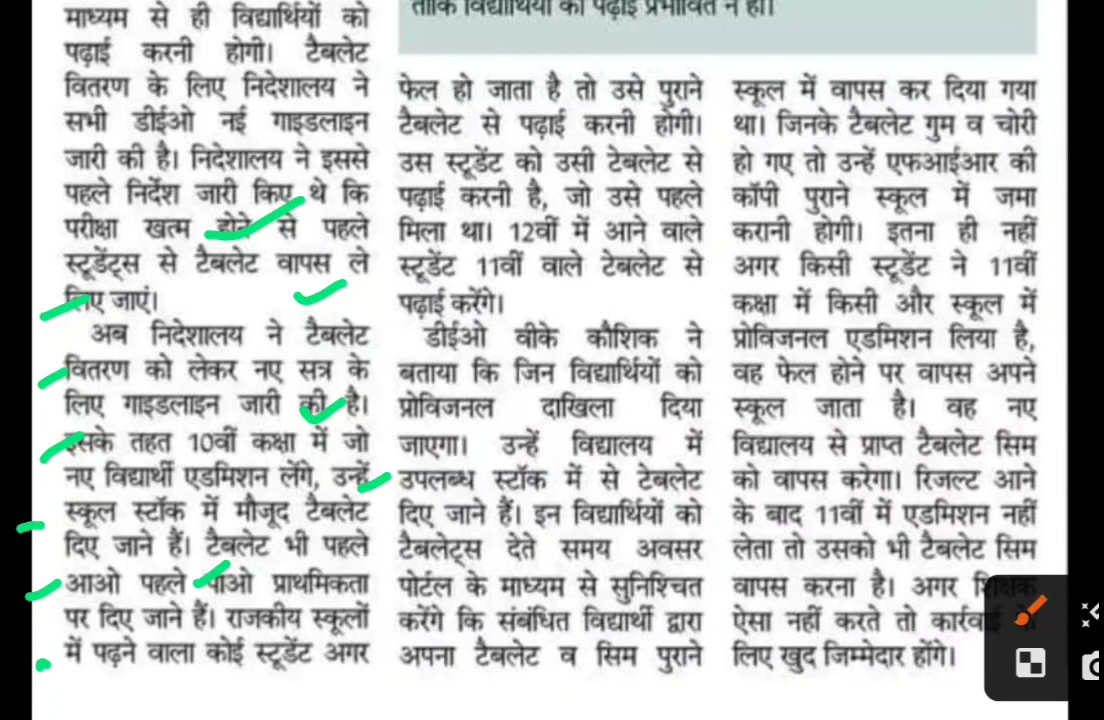 माध्यम से ही विद्यार्थियों को
पढ़ाई करनी होगी। टैबलेट
वितरण के लिए निदेशालय ने
सभी डीईओ नई गाइडलाइन
जारी की है। निदेशालय ने इससे
पहले निर्देश जारी किए थे कि
परीक्षा खत्म होने से पहले
स्टूडेंट्स से टैबलेट वापस ले
लिए जाएं।
अब निदेशालय ने टैबलेट
वितरण को लेकर नए सत्र के
लिए गाइडलाइन जारी की है।
इसके तहत 10वीं कक्षा में जो
नए विद्यार्थी एडमिशन लेंगे, उन्हें
स्कूल स्टॉक में मौजूद टैबलेट
दिए जाने हैं। टैबलेट भी पहले
आओ पहले पाओ प्राथमिकता
पर दिए जाने हैं। राजकीय स्कूलों
में पढ़ने वाला कोई स्टूडेंट अगर
ताकि विद्यार्थियों की पढ़ाई प्रभावित न हो।
फेल हो जाता है तो उसे पुराने
टैबलेट से पढ़ाई करनी होगी।
उस स्टूडेंट को उसी टेबलेट से
पढ़ाई करनी है, जो उसे पहले
मिला था। 12वीं में आने वाले
स्टूडेंट 11वीं वाले टेबलेट से
पढ़ाई करेंगे।
डीईओ वीके कौशिक ने
बताया कि जिन विद्यार्थियों को
प्रोविजनल दाखिला दिया
जाएगा। उन्हें विद्यालय में
उपलब्ध स्टॉक में से टेबलेट
दिए जाने हैं। इन विद्यार्थियों को
टैबलेट्स देते समय अवसर
पोर्टल के माध्यम से सुनिश्चित
करेंगे कि संबंधित विद्यार्थी द्वारा
अपना टैबलेट व सिम पुराने
स्कूल में वापस कर दिया गया
था। जिनके टैबलेट गुम व चोरी
हो गए तो उन्हें एफआईआर की
कॉपी पुराने स्कूल में जमा
करानी होगी। इतना ही नहीं
अगर किसी स्टूडेंट ने 11वीं
कक्षा में किसी और स्कूल में
प्रोविजनल एडमिशन लिया है,
वह फेल होने पर वापस अपने
स्कूल जाता है। वह नए
विद्यालय से प्राप्त टैबलेट सिम
को वापस करेगा। रिजल्ट आने
के बाद 11वीं में एडमिशन नहीं
लेता तो उसको भी टैबलेट सिम
वापस करना है। अगर शिक्षक
ऐसा नहीं करते तो कार्रवाई के
लिए खुद जिम्मेदार होंगे।